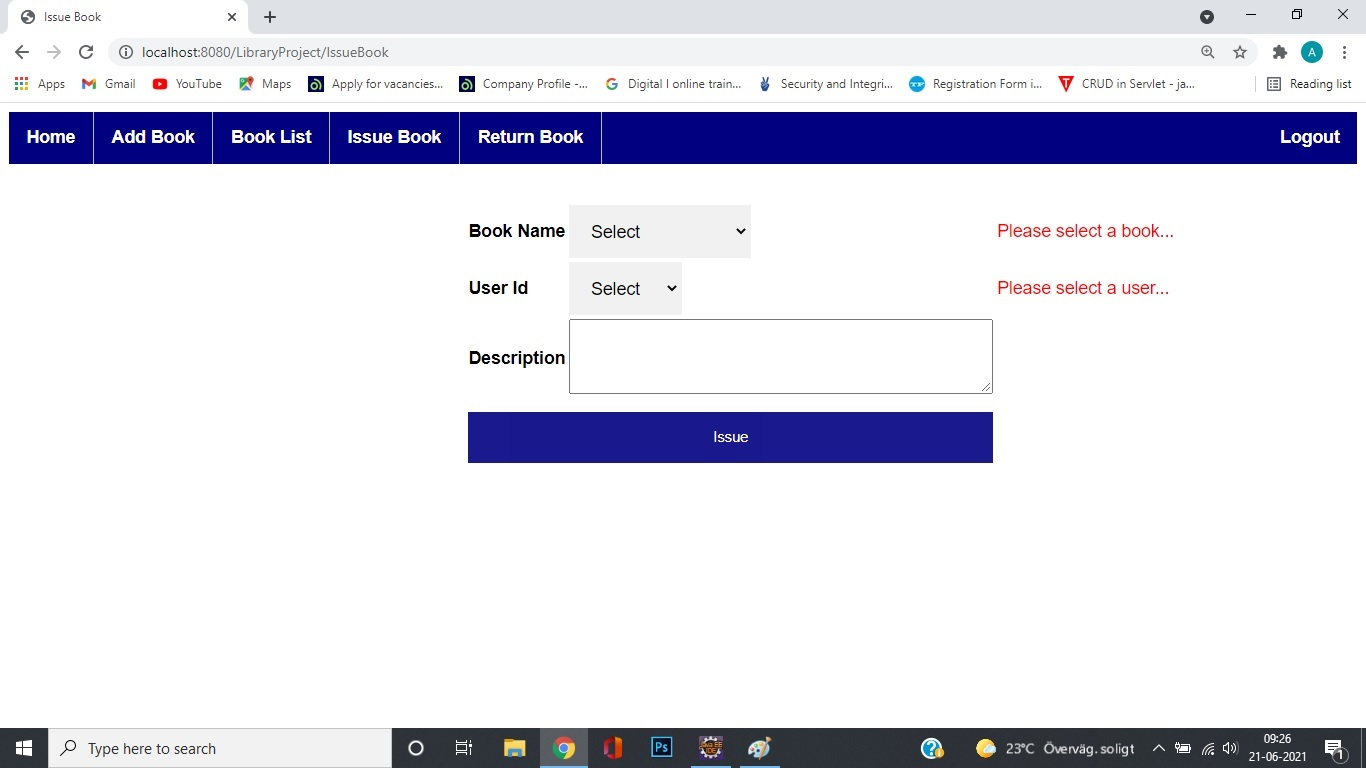 Issue Book
localhost:8080/LibraryProject/IssueBook
A
Apps Gmail YouTube Maps Apply for vacancies... Company Profile -... Digital I online train... Security and Integri... Registration Form i... CRUD in Servlet - ja... Reading list
Home Add Book Book List Issue Book Return Book Logout
Book Name Select Please select a book...
User Id Select Please select a user...
Description
Issue
Type here to search
Ps
23°C Överväg. soligt
09:26
21-06-2021
1